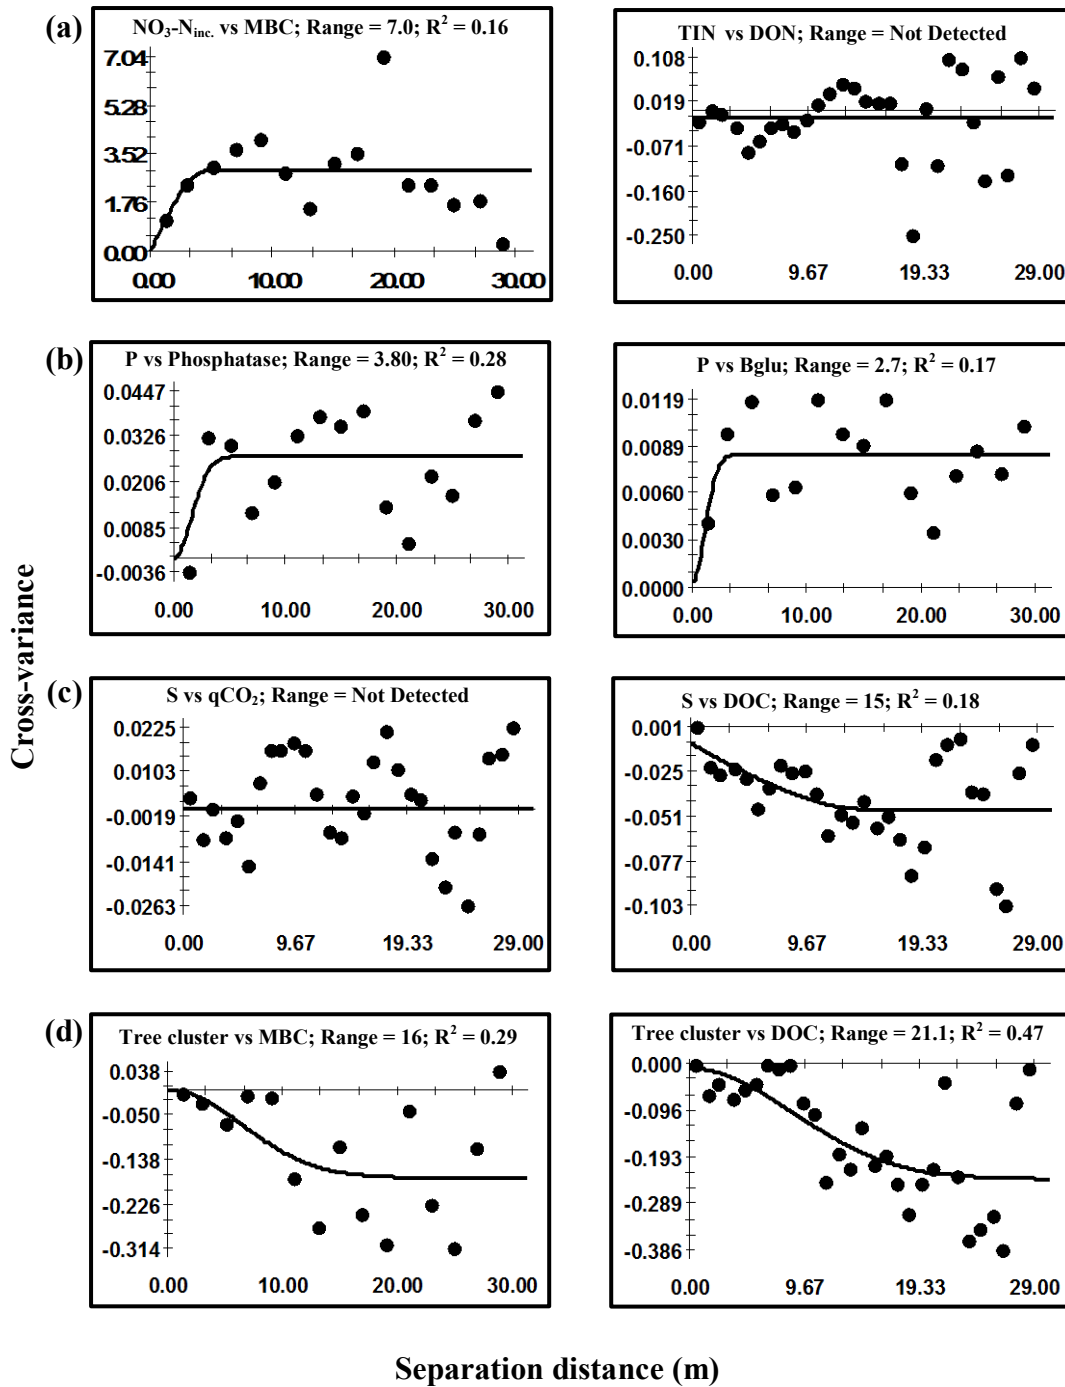 (a)
NO3-Ninc. vs MBC; Range = 7.0; R2 = 0.16
7.04
5.28
3.52
1.76
0.00
0.00 10.00 20.00 30.00
TIN vs DON; Range = Not Detected
0.108
0.019
-0.071
-0.160
-0.250
0.00 9.67 19.33 29.00
(b)
P vs Phosphatase; Range = 3.80; R2 = 0.28
0.0447
0.0326
0.0206
0.0085
-0.0036
0.00 10.00 20.00 30.00
P vs Bglu; Range = 2.7; R2 = 0.17
0.0119
0.0089
0.0060
0.0030
0.0000
0.00 10.00 20.00 30.00
Cross-variance
(c)
S vs qCO2; Range = Not Detected
0.0225
0.0103
-0.0019
-0.0141
-0.0263
0.00 9.67 19.33 29.00
S vs DOC; Range = 15; R2 = 0.18
0.001
-0.025
-0.051
-0.077
-0.103
0.00 9.67 19.33 29.00
(d)
Tree cluster vs MBC; Range = 16; R2 = 0.29
0.038
-0.050
-0.138
-0.226
-0.314
0.00 10.00 20.00 30.00
Tree cluster vs DOC; Range = 21.1; R2 = 0.47
0.000
-0.096
-0.193
-0.289
-0.386
0.00 9.67 19.33 29.00
Separation distance (m)